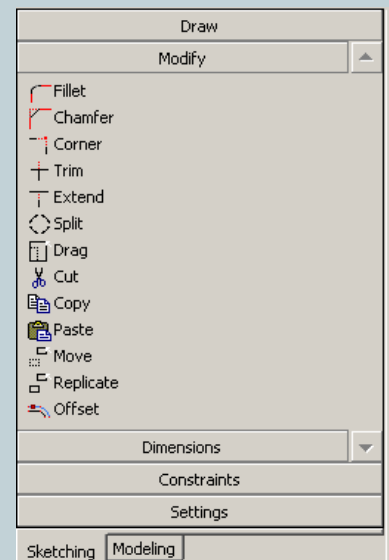 Draw
Modify
Fillet
Chamfer
Corner
Trim
Extend
Split
Drag
Cut
Copy
Paste
Move
Replicate
Offset
Dimensions
Constraints
Settings
Sketching Modeling